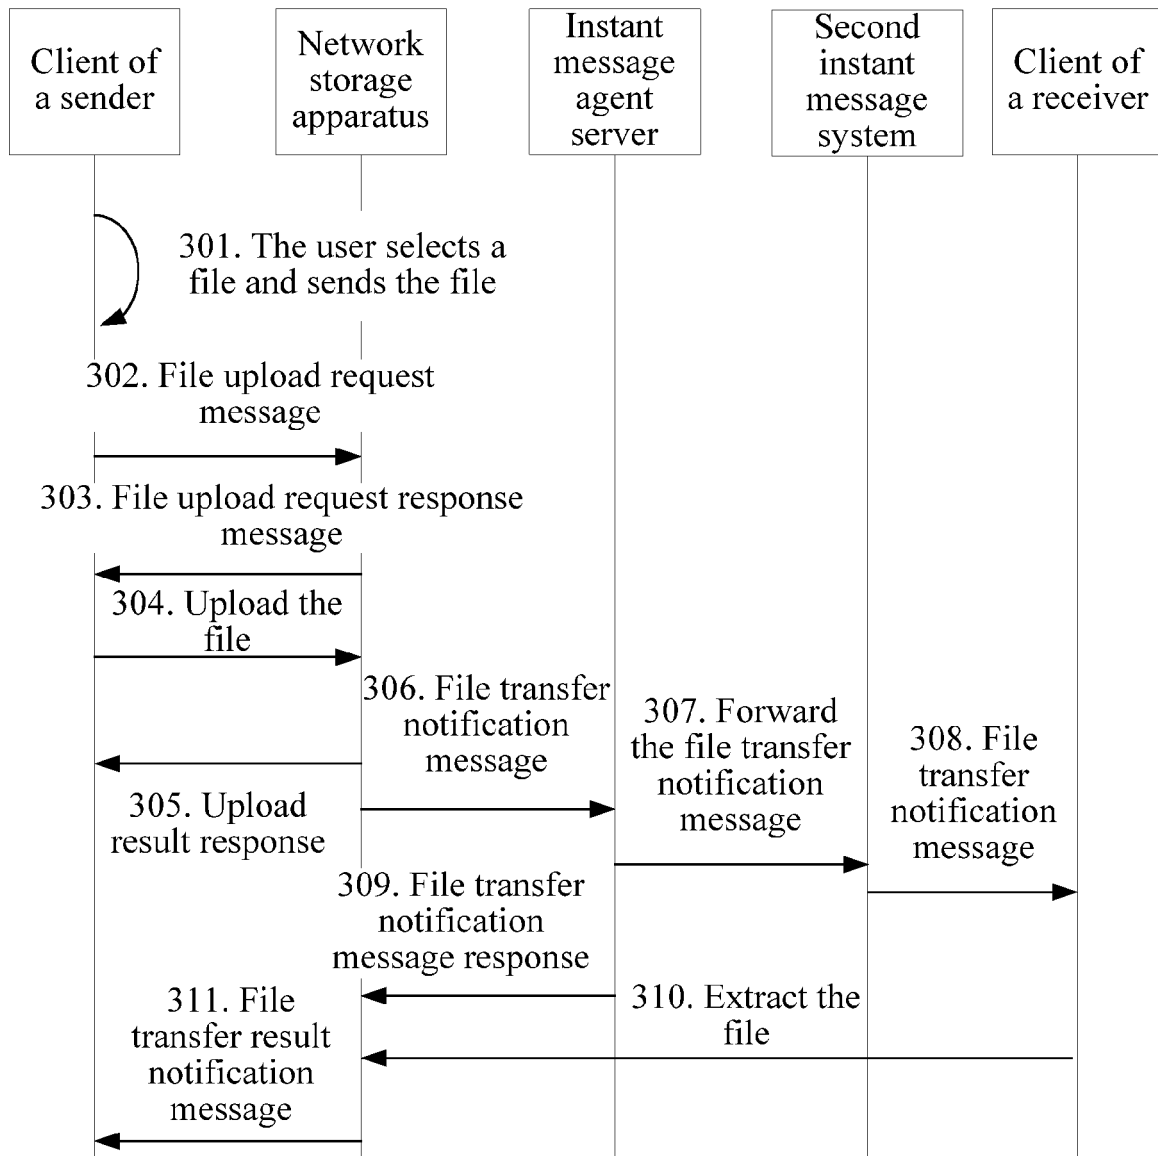 Client of
a sender
Network
storage
apparatus
Instant
message
agent
server
Second
instant
message
system
Client of
a receiver
301. The user selects a
file and sends the file
302. File upload request
message
303. File upload request response
message
304. Upload the
file
306. File transfer
notification
message
305. Upload
result response
307. Forward
the file transfer
notification
message
308. File
transfer
notification
message
309. File transfer
notification
message response
310. Extract the
file
311. File
transfer result
notification
message